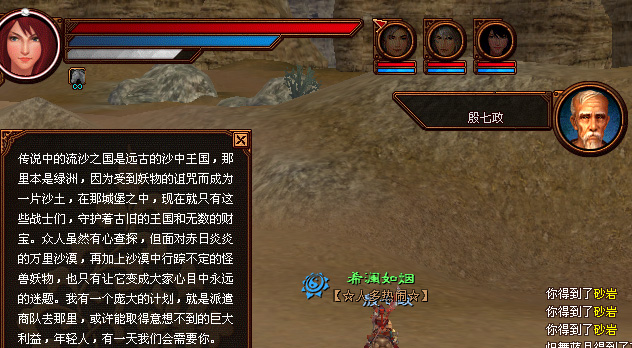 殷七政
传说中的流沙之国是远古的沙中王国，那
里本是绿洲，因为受到妖物的诅咒而成为
一片沙土，在那城堡之中，现在就只有这
些战士们，守护着古旧的王国和无数的财
宝。众人虽然有心查探，但面对赤日炎炎
的万里沙漠，再加上沙漠中行踪不定的怪
兽妖物，也只有让它变成大家心目中永远
的迷题。我有一个庞大的计划，就是派遣
商队去那里，或许能取得意想不到的巨大
利益，年轻人，有一天我们会需要你。
希澜如烟
【☆人多势闹☆】
你得到了砂岩
你得到了砂岩
你得到了砂岩